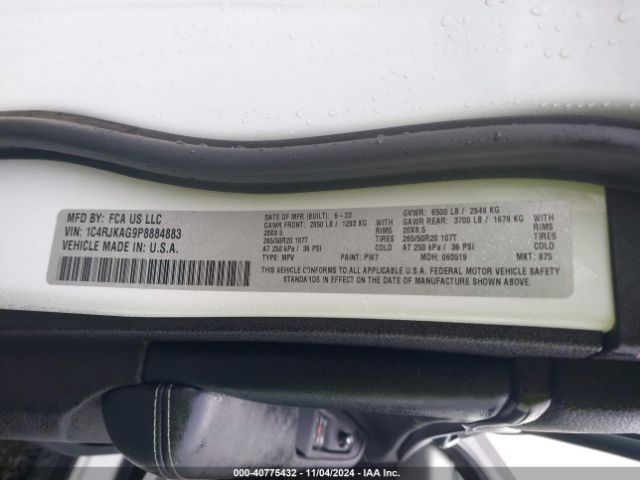 MFD BY: FCA US LLC
VIN: 1C4RJKAG9P8884883
VEHICLE MADE IN: U.S.A.
DATE OF MFR (BUILT): 6-23
GAWR FRONT: 2850 LB / 1293 KG WITH
20X8.5 RIMS
265/50R20 107T TIRES
AT 250 kPa / 36 PSI COLD
TYPE: MPV PAINT: PW7
GVWR: 6500 LB / 2949 KG
GAWR REAR: 3700 LB / 1679 KG WITH
20X8.5 RIMS
265/50R20 107T TIRES
AT 250 kPa / 36 PSI COLD
MDH: 060519 MKT: 875
THIS VEHICLE CONFORMS TO ALL APPLICABLE U.S.A. FEDERAL MOTOR VEHICLE SAFETY
STANDARDS IN EFFECT ON THE DATE OF MANUFACTURE SHOWN ABOVE.
000-40775432 • 11/04/2024 • IAA Inc.